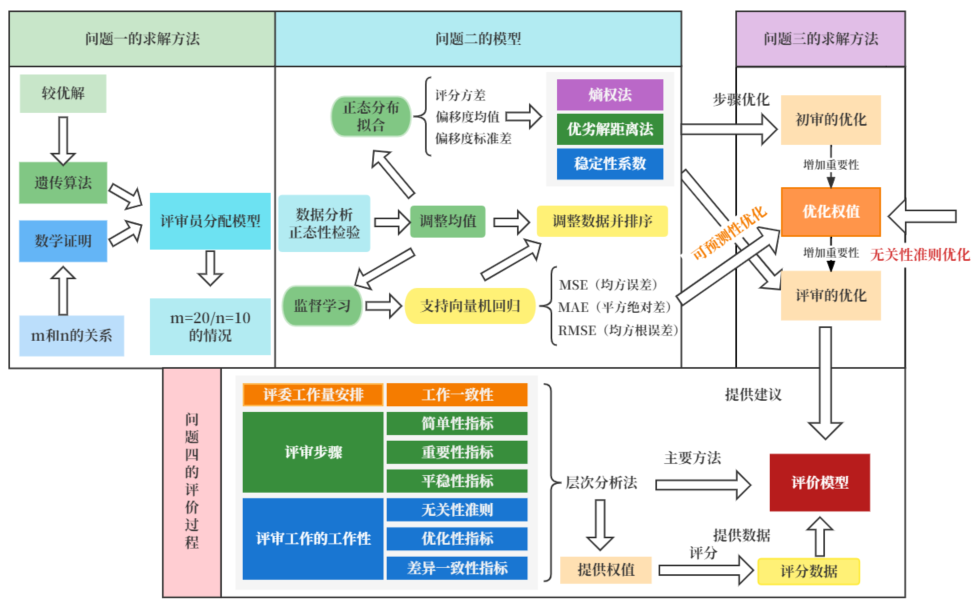 问题一的求解方法
较优解
遗传算法
数学证明
m和n的关系
评审员分配模型
m=20/n=10
的情况
问题二的模型
正态分布
拟合
评分方差
偏移度均值
偏移度标准差
熵权法
优劣解距离法
稳定性系数
数据分析
正态性检验
调整均值
调整数据并排序
监督学习
支持向量机回归
MSE（均方误差）
MAE（平方绝对差）
RMSE（均方根误差）
问题三的求解方法
步骤优化
初审的优化
增加重要性
优化权值
可预测性优化
无关性准则优化
增加重要性
评审的优化
提供建议
问题四的评价过程
评委工作量安排
工作一致性
评审步骤
简单性指标
重要性指标
平稳性指标
评审工作的工作性
无关性准则
优化性指标
差异一致性指标
层次分析法
主要方法
评价模型
提供权值
评分
提供数据
评分数据